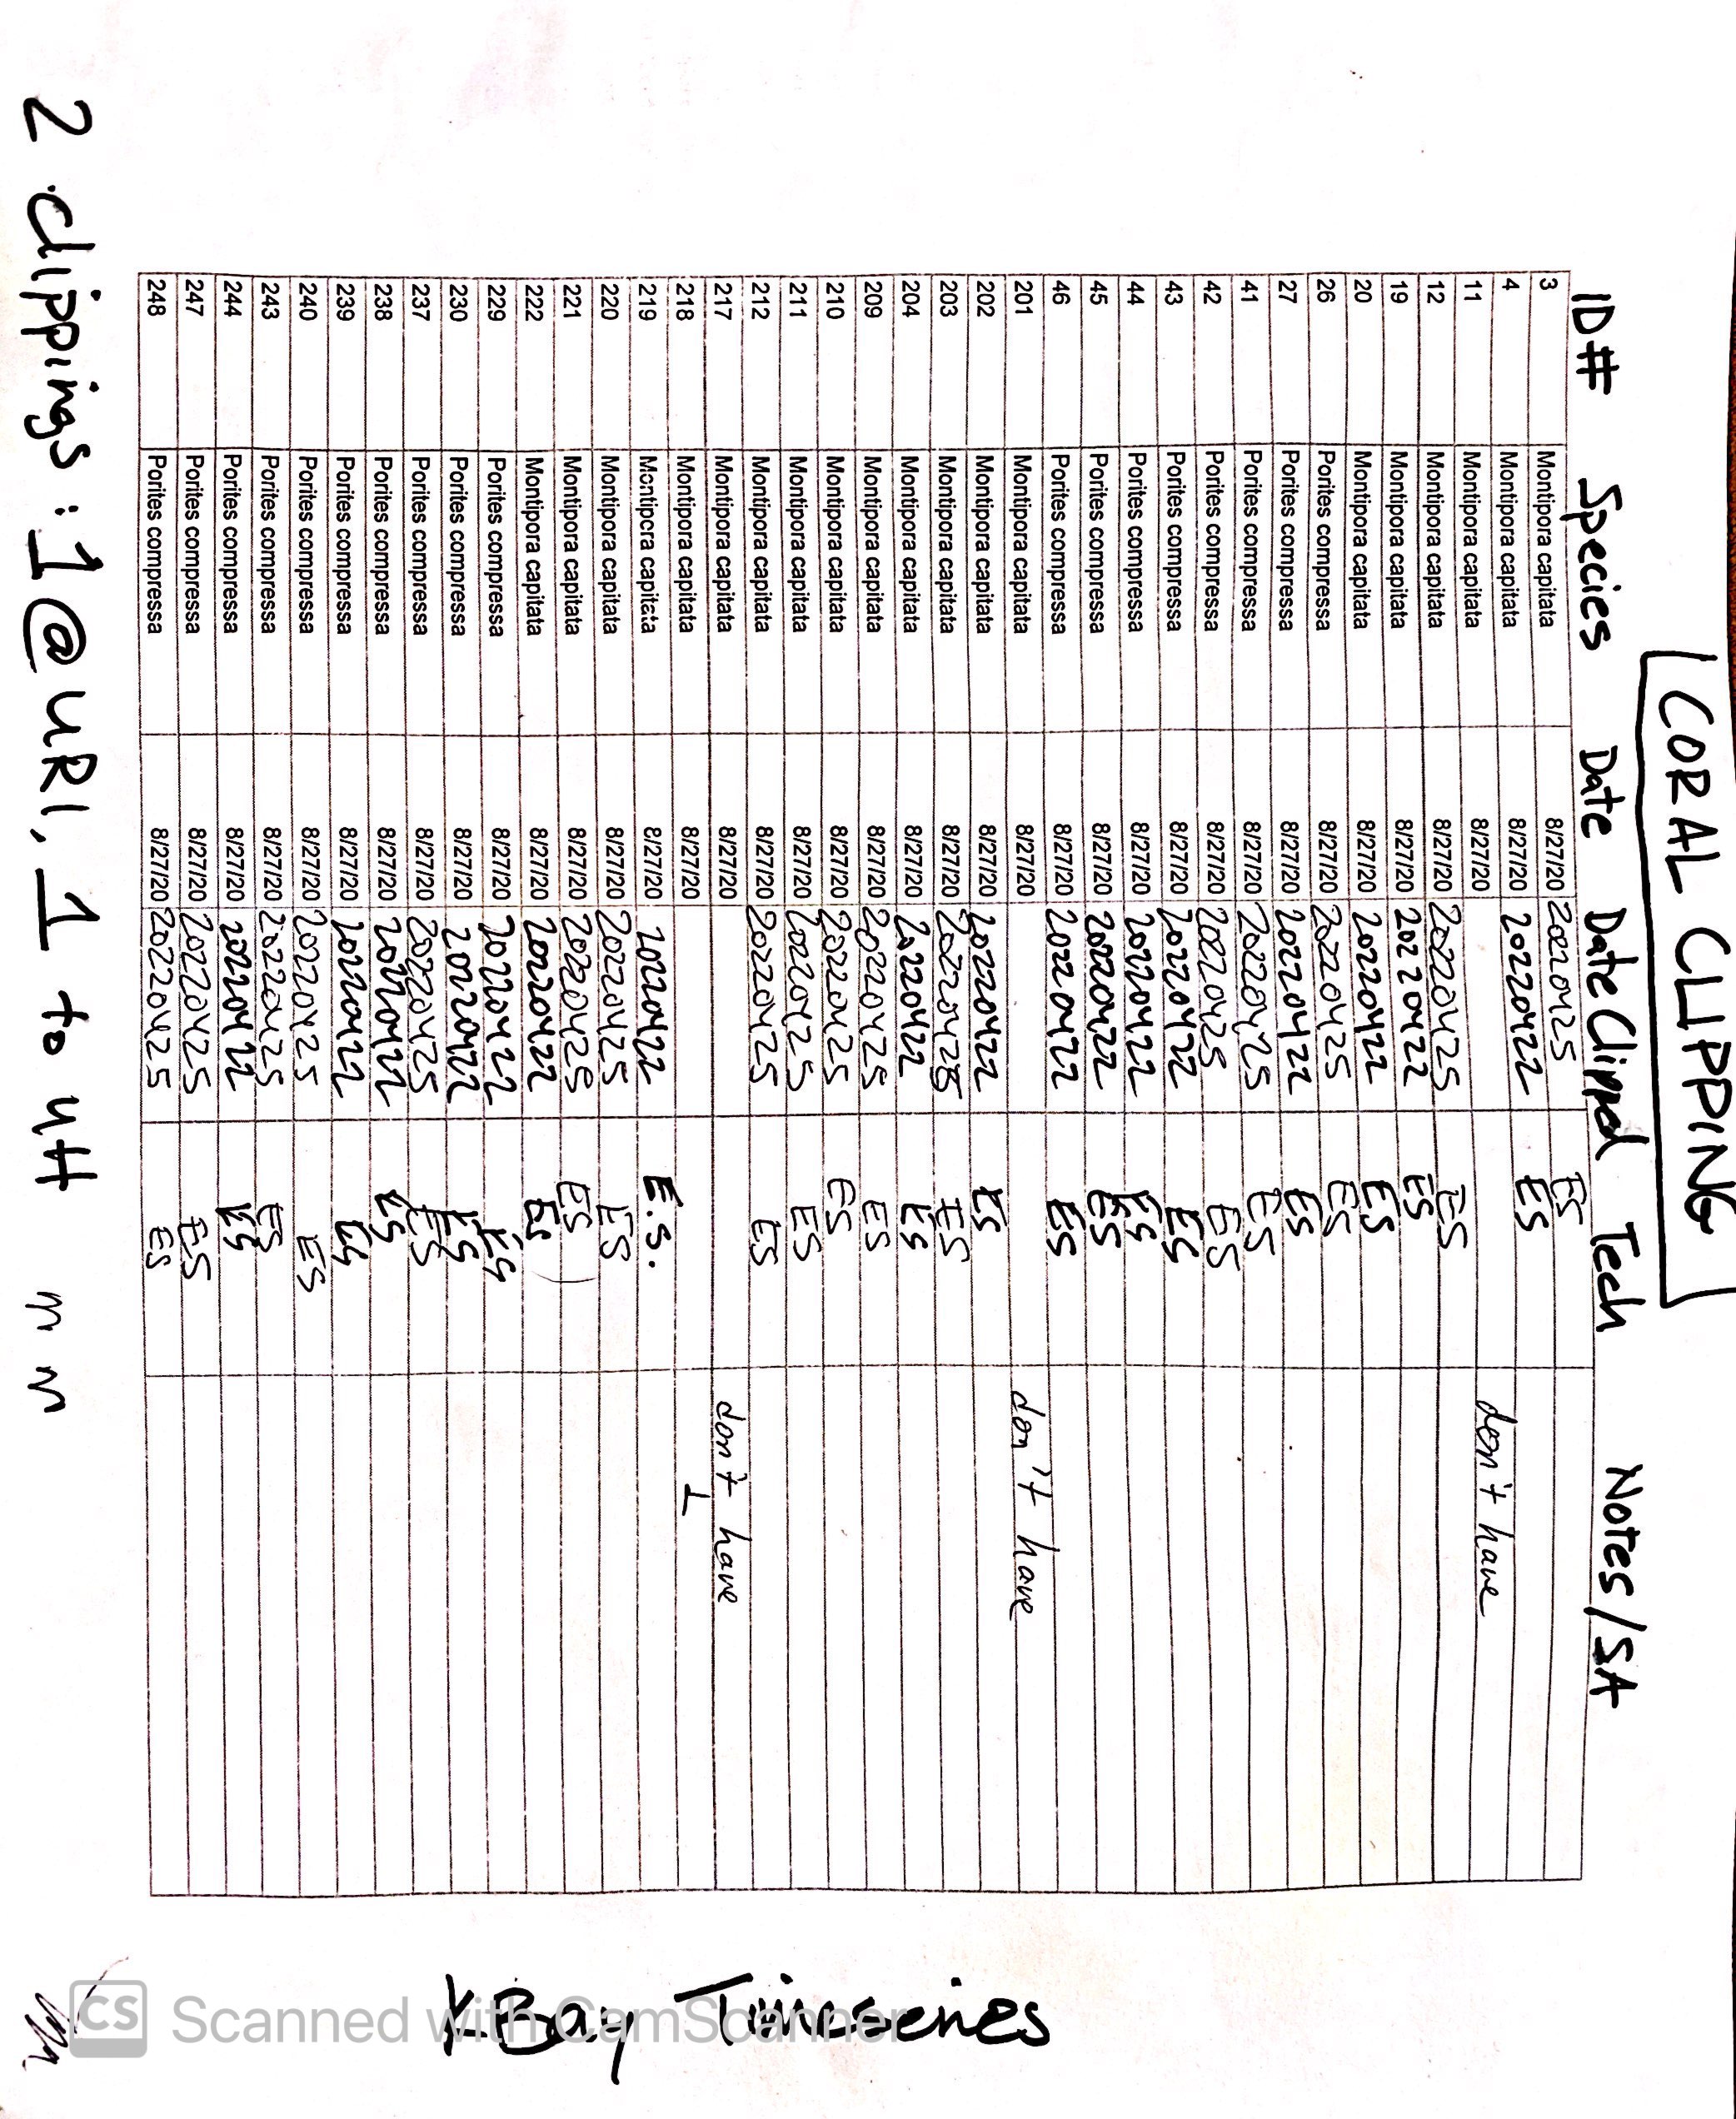 CORAL CLIPPING
ID# Species Date Date Clipped Tech Notes/SA
3 Montipora capitata 8/27/20 20220425 ES
4 Montipora capitata 8/27/20 20220422 ES
11 Montipora capitata 8/27/20 don't have
12 Montipora capitata 8/27/20 20220425 ES
19 Montipora capitata 8/27/20 20220422 ES
20 Montipora capitata 8/27/20 20220422 ES
26 Porites compressa 8/27/20 20220425 ES
27 Porites compressa 8/27/20 20220422 ES
41 Porites compressa 8/27/20 20220425 ES
42 Porites compressa 8/27/20 20220425 ES
43 Porites compressa 8/27/20 20220422 ES
44 Porites compressa 8/27/20 20220422 ES
45 Porites compressa 8/27/20 20220422 ES
46 Porites compressa 8/27/20 20220422 ES
201 Montipora capitata 8/27/20 don't have
202 Montipora capitata 8/27/20 20220422 ES
203 Montipora capitata 8/27/20 20220425 ES
204 Montipora capitata 8/27/20 20220422 ES
209 Montipora capitata 8/27/20 20220425 ES
210 Montipora capitata 8/27/20 20220425 ES
211 Montipora capitata 8/27/20 20220425 ES
212 Montipora capitata 8/27/20 20220425 ES
217 Montipora capitata 8/27/20 don't have
218 Montipora capitata 8/27/20
219 Montipora capitata 8/27/20 20220422 E.S.
220 Montipora capitata 8/27/20 20220425 ES
221 Montipora capitata 8/27/20 20220425 ES
222 Montipora capitata 8/27/20 20220422 ES
229 Porites compressa 8/27/20 20220422 ES
230 Porites compressa 8/27/20 20220422 ES
237 Porites compressa 8/27/20 20220425 ES
238 Porites compressa 8/27/20 20220422 ES
239 Porites compressa 8/27/20 20220422 ES
240 Porites compressa 8/27/20 20220425 ES
243 Porites compressa 8/27/20 20220425 ES
244 Porites compressa 8/27/20 20220422 ES
247 Porites compressa 8/27/20 20220425 ES
248 Porites compressa 8/27/20 20220425 ES
2 clippings: 1 @ URI, 1 to UH
KBay Timeseries
CS Scanned with CamScanner